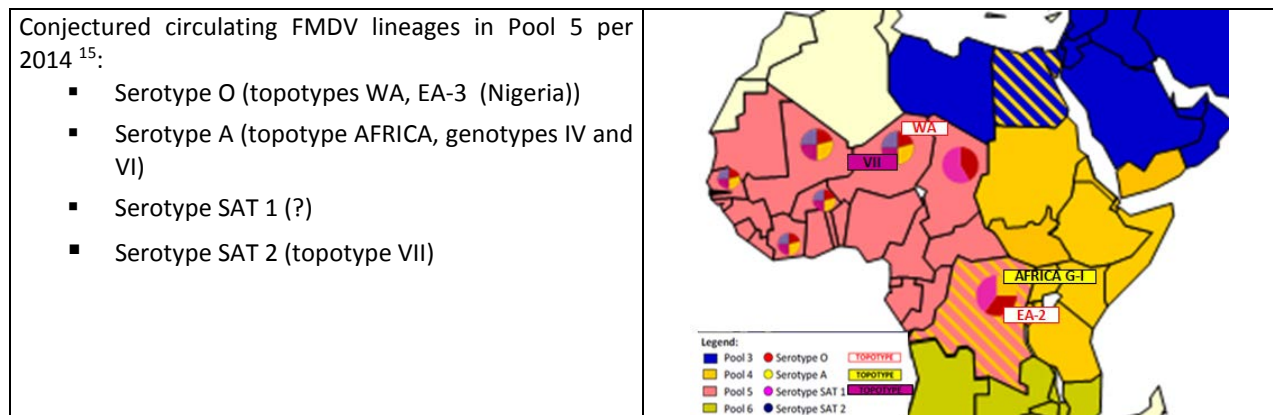 Conjectured circulating FMDV lineages in Pool 5 per
2014 15:
▪ Serotype O (topotypes WA, EA-3 (Nigeria))
▪ Serotype A (topotype AFRICA, genotypes IV and
VI)
▪ Serotype SAT 1 (?)
▪ Serotype SAT 2 (topotype VII)
WA
VII
AFRICA G-I
EA-2
Legend:
Pool 3 Serotype O TOPOTYPE
Pool 4 Serotype A TOPOTYPE
Pool 5 Serotype SAT 1 TOPOTYPE
Pool 6 Serotype SAT 2